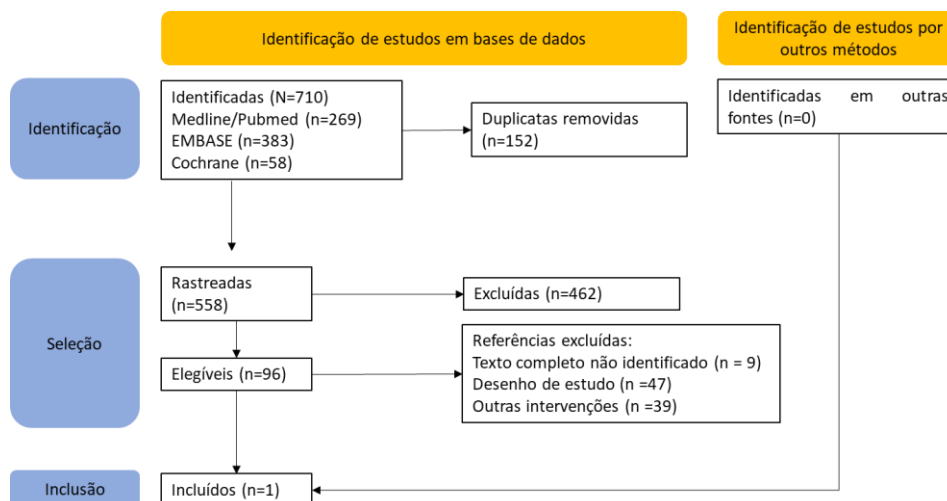 Identificação de estudos em bases de dados
Identificação de estudos por
outros métodos
Identificação
Identificadas (N=710)
Medline/Pubmed (n=269)
EMBASE (n=383)
Cochrane (n=58)
Duplicatas removidas
(n=152)
Identificadas em outras
fontes (n=0)
Seleção
Rastreadas
(n=558)
Excluídas (n=462)
Elegíveis (n=96)
Referências excluídas:
Texto completo não identificado (n = 9)
Desenho de estudo (n =47)
Outras intervenções (n =39)
Inclusão
Incluídos (n=1)